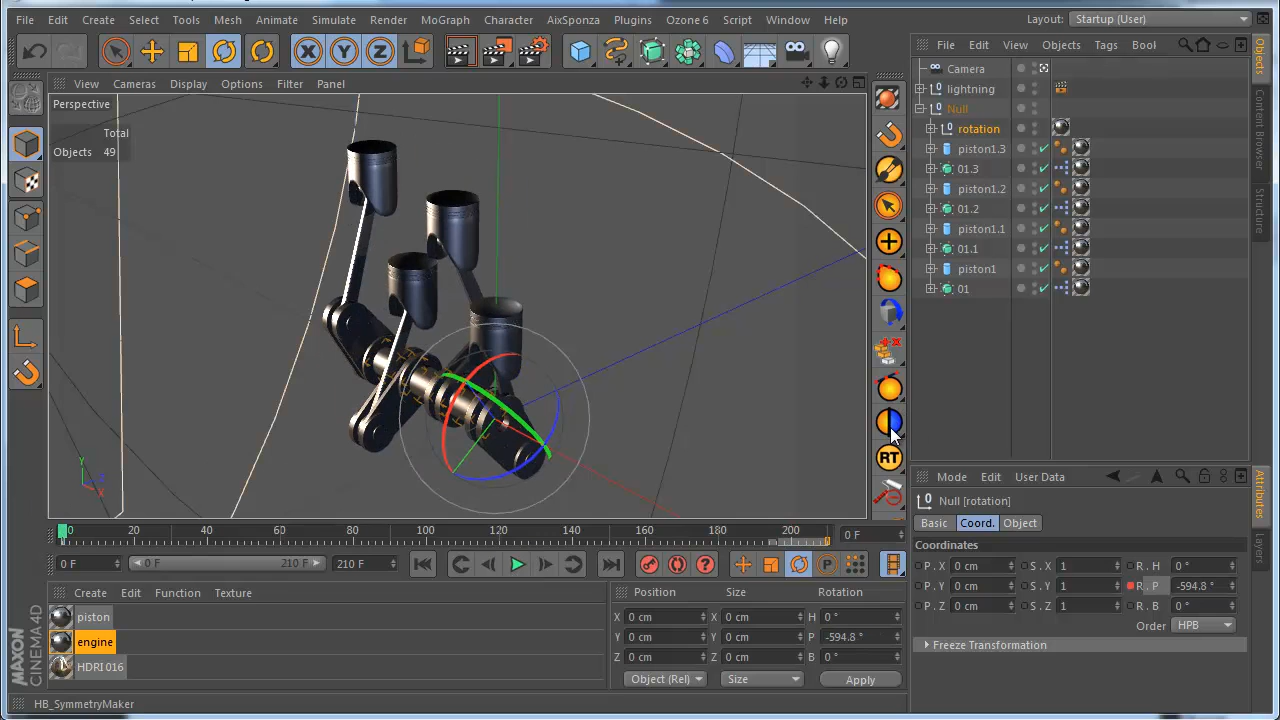 File Edit Create Select Tools Mesh Animate Simulate Render MoGraph Character AixSponza Plugins Ozone 6 Script Window Help Layout: Startup (User)
X Y Z
File Edit View Objects Tags Bool
View Cameras Display Options Filter Panel
Perspective
Total
Objects 49
Camera
lightning
Null
rotation
piston1.3
01.3
piston1.2
01.2
piston1.1
01.1
piston1
01
RT
Y
Z
X
Objects
Content Browser
Structure
Mode Edit User Data
Null [rotation]
Basic Coord. Object
Coordinates
P . X 0 cm S . X 1 R . H 0 °
P . Y 0 cm S . Y 1 R. P -594.8 °
P . Z 0 cm S . Z 1 R . B 0 °
Order HPB
Freeze Transformation
Attributes
Layers
0 20 40 60 80 100 120 140 160 180 200 0 F
0 F 0 F 210 F 210 F
P
Create Edit Function Texture
piston
engine
HDRI 016
Position Size Rotation
X 0 cm X 0 cm H 0 °
Y 0 cm Y 0 cm P -594.8 °
Z 0 cm Z 0 cm B 0 °
Object (Rel) Size Apply
MAXON
CINEMA 4D
HB_SymmetryMaker